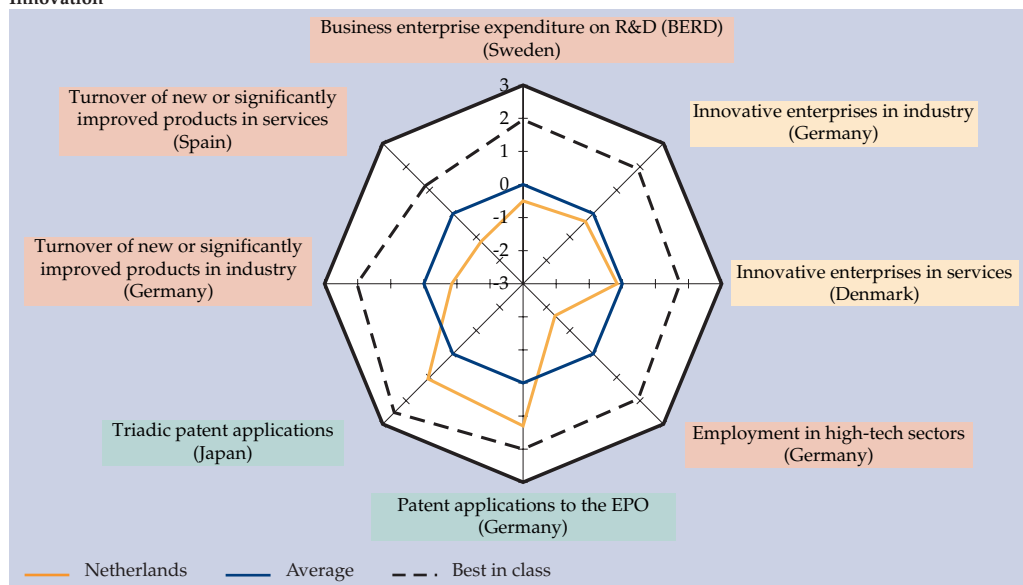 Innovation
Business enterprise expenditure on R&D (BERD)
(Sweden)
Turnover of new or significantly
improved products in services
(Spain)
Innovative enterprises in industry
(Germany)
3
2
1
0
-1
-2
-3
Turnover of new or significantly
improved products in industry
(Germany)
Innovative enterprises in services
(Denmark)
Triadic patent applications
(Japan)
Employment in high-tech sectors
(Germany)
Patent applications to the EPO
(Germany)
Netherlands
Average
Best in class